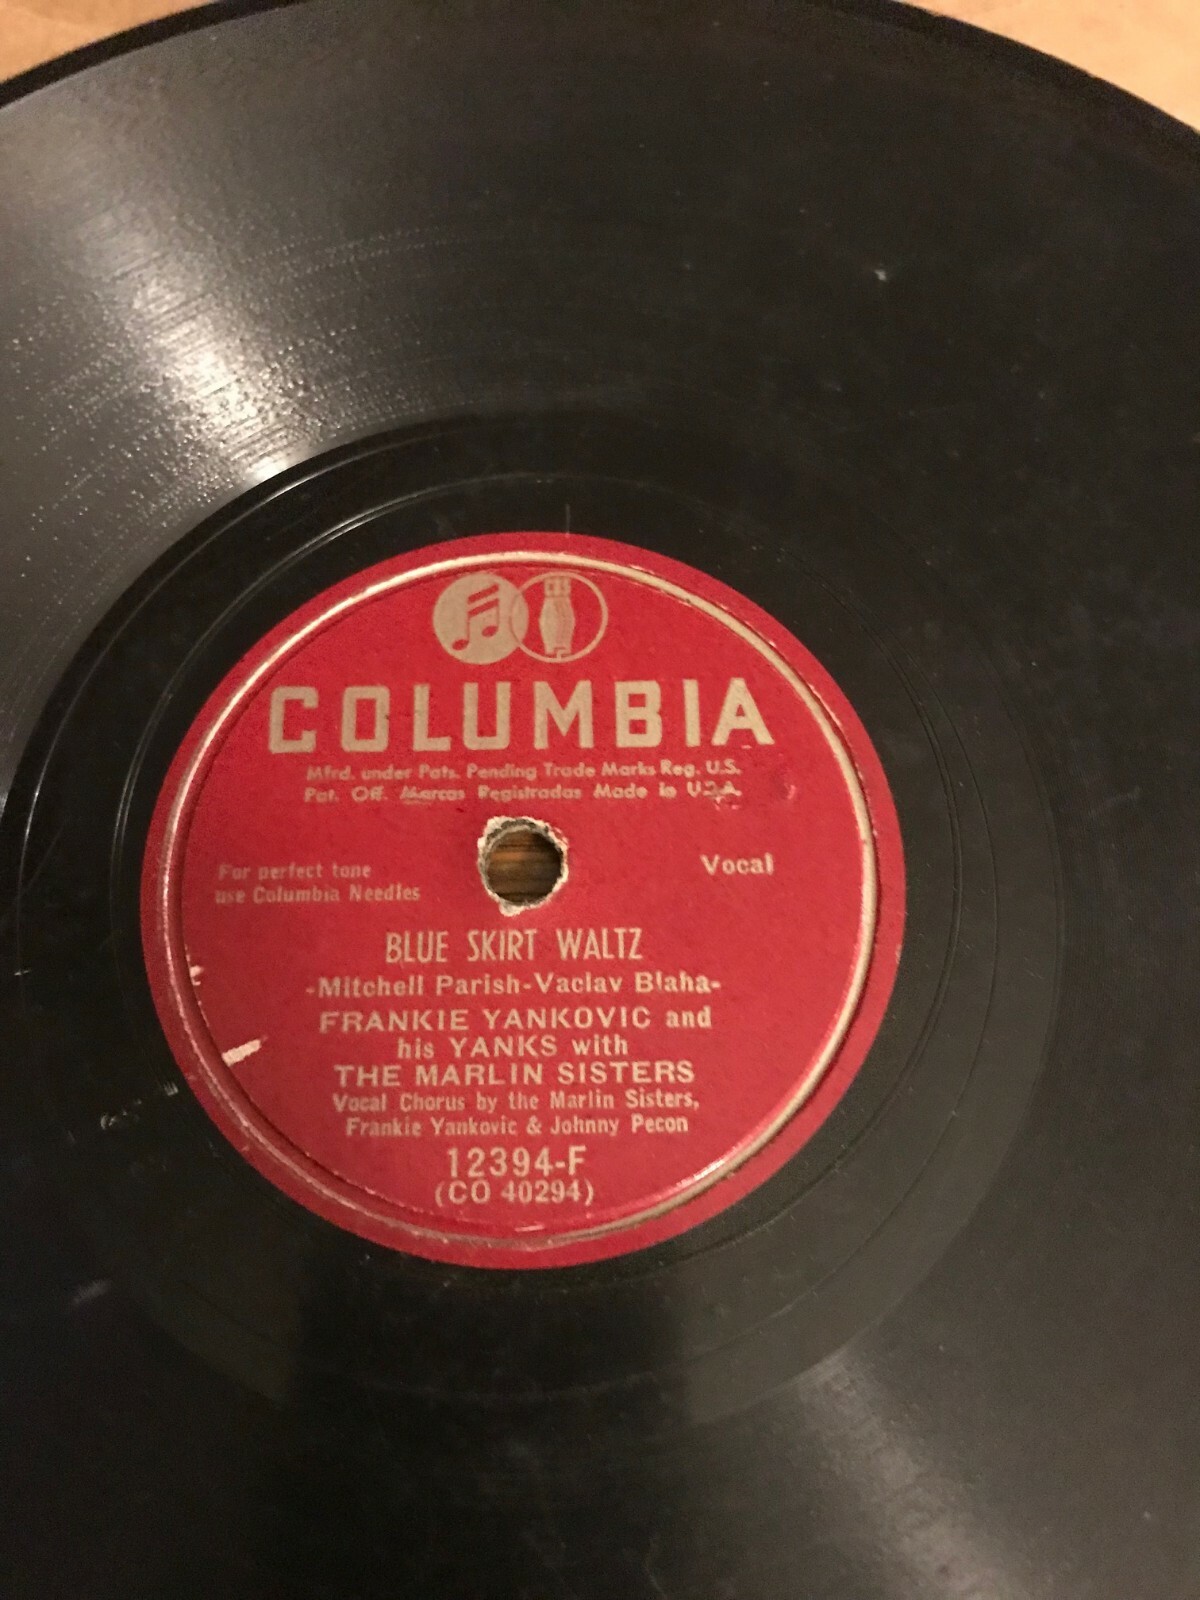 CBS
COLUMBIA
Mfrd. under Pats. Pending Trade Marks Reg. U.S.
Pat. Off. Marcas Registradas Made in U.S.A.
For perfect tone
use Columbia Needles
Vocal
BLUE SKIRT WALTZ
-Mitchell Parish-Vaclav Blaha-
FRANKIE YANKOVIC and
his YANKS with
THE MARLIN SISTERS
Vocal Chorus by the Marlin Sisters,
Frankie Yankovic & Johnny Pecon
12394-F
(CO 40294)